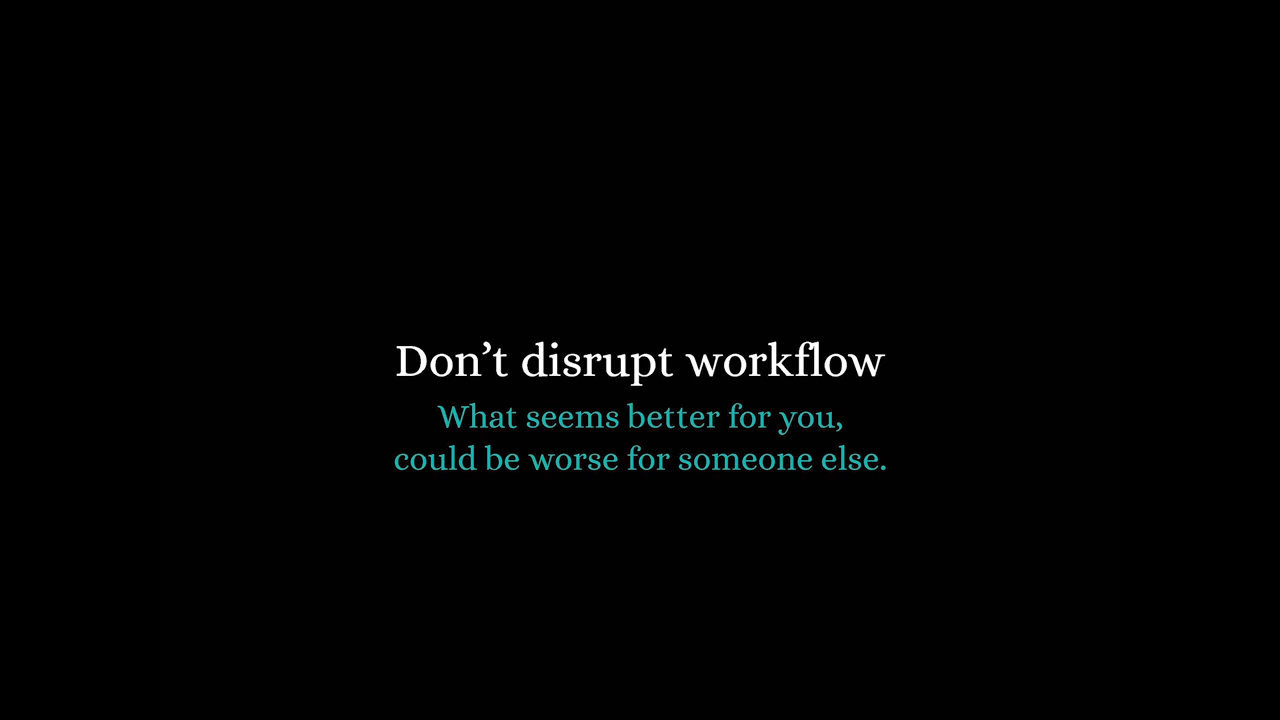 Don’t disrupt workflow
What seems better for you,
could be worse for someone else.